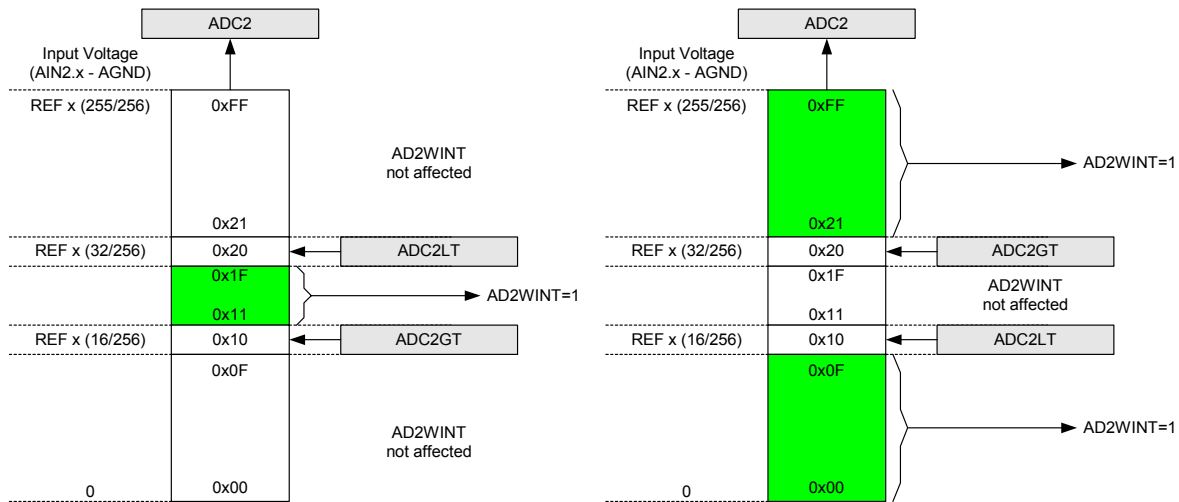 ADC2
Input Voltage
(AIN2.x - AGND)
REF x (255/256)
0xFF
AD2WINT
not affected
0x21
REF x (32/256)
0x20
ADC2LT
0x1F
AD2WINT=1
0x11
REF x (16/256)
0x10
ADC2GT
0x0F
AD2WINT
not affected
0
0x00
ADC2
Input Voltage
(AIN2.x - AGND)
REF x (255/256)
0xFF
AD2WINT=1
0x21
REF x (32/256)
0x20
ADC2GT
0x1F
AD2WINT
not affected
0x11
REF x (16/256)
0x10
ADC2LT
0x0F
AD2WINT=1
0
0x00